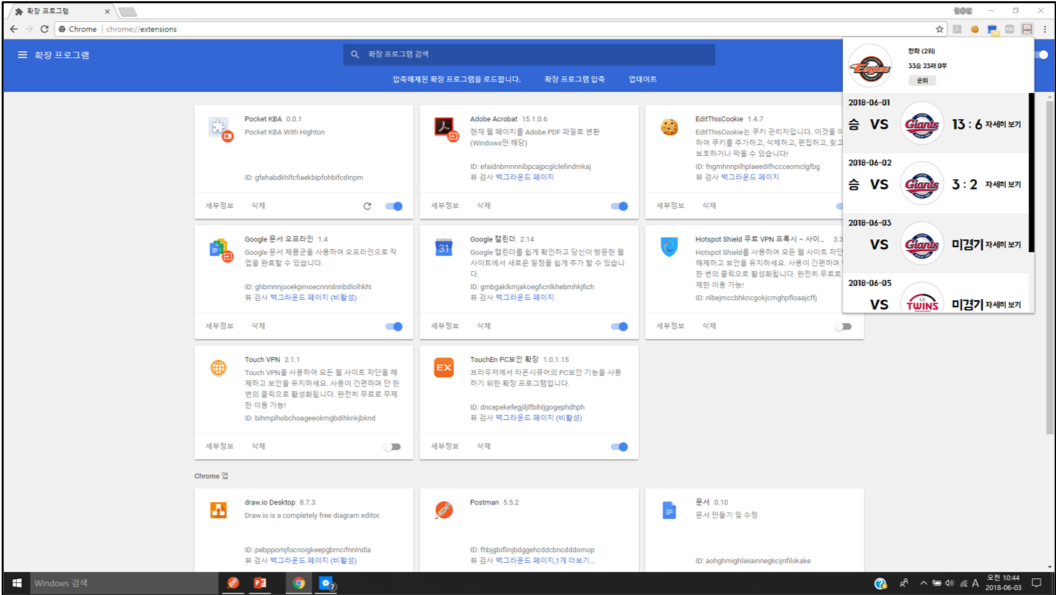 확장 프로그램
Chrome | chrome://extensions
확장 프로그램
확장 프로그램 검색
압축해제된 확장 프로그램을 로드합니다. 확장 프로그램 압축 업데이트
한화 (2위)
33승 23패 0무
순위
Eagles
2018-06-01
승 VS Giants 13 : 6 자세히 보기
2018-06-02
승 VS Giants 3 : 2 자세히 보기
2018-06-03
VS Giants 미경기 자세히 보기
2018-06-05
VS LG TWINS 미경기 자세히 보기
Pocket KBA 0.0.1
Pocket KBA With Highton
ID: gfehabdkhlfcfiaekbipfohbifcdinpm
세부정보 삭제
Adobe Acrobat 15.1.0.6
현재 웹 페이지를 Adobe PDF 파일로 변환
(Windows만 해당)
ID: efaidnbmnnnibpcajpcglclefindmkaj
뷰 검사 백그라운드 페이지
세부정보 삭제
EditThisCookie 1.4.7
EditThisCookie는 쿠키 관리자입니다. 이것을 이
하여 쿠키를 추가하고, 삭제하고, 편집하고, 찾고
보호하거나 막을 수 있습니다!
ID: fngmhnnpilhplaeedifhccceomclgfbg
뷰 검사 백그라운드 페이지
세부정보 삭제
Google 문서 오프라인 1.4
Google 문서 제품군을 사용하여 오프라인으로 작
업을 완료할 수 있습니다.
ID: ghbmnnjooekpmoecnnnilnnbdlolhkhi
뷰 검사 백그라운드 페이지 (비활성)
세부정보 삭제
31
Google 캘린더 2.14
Google 캘린더를 쉽게 확인하고 당신이 방문한 웹
사이트에서 새로운 일정을 쉽게 추가 할 수 있습니
다.
ID: gmbgaklkmjakoegficnlkhebmhkjfich
뷰 검사 백그라운드 페이지
세부정보 삭제
Hotspot Shield 무료 VPN 프록시 – 사이... 3.3
Hotspot Shield를 사용하여 모든 웹 사이트 차단
해제하고 보안을 유지하세요. 사용이 간편하며
한 번의 클릭으로 활성화됩니다. 완전히 무료로
제한 이용 가능!
ID: nlbejmccbhkncgokjcmghpfloaajcffj
세부정보 삭제
Touch VPN 2.1.1
Touch VPN을 사용하여 모든 웹 사이트 차단을 해
제하고 보안을 유지하세요. 사용이 간편하며 단 한
번의 클릭으로 활성화됩니다. 완전히 무료로 무제
한 이용 가능!
ID: bihmplhobchoageeokmgbdihknkjbknd
세부정보 삭제
EX
TouchEn PC보안 확장 1.0.1.15
브라우저에서 라온시큐어의 PC보안 기능을 사용
하기 위한 확장 프로그램입니다.
ID: dncepekefegjiljlfbihljgogephdhph
뷰 검사 백그라운드 페이지 (비활성)
세부정보 삭제
Chrome 앱
draw.io Desktop 8.7.3
Draw.io is a completely free diagram editor.
ID: pebppomjfocnoigkeepgbmcifnnlndla
뷰 검사 백그라운드 페이지 (비활성)
Postman 5.5.2
ID: fhbjgbiflinjbdggehcddcbncdddomop
뷰 검사 백그라운드 페이지,1개 더보기...
문서 0.10
문서 만들기 및 수정
ID: aohghmighlieiainnegkcijnfilokake
Windows 검색
A
오전 10:44
2018-06-03